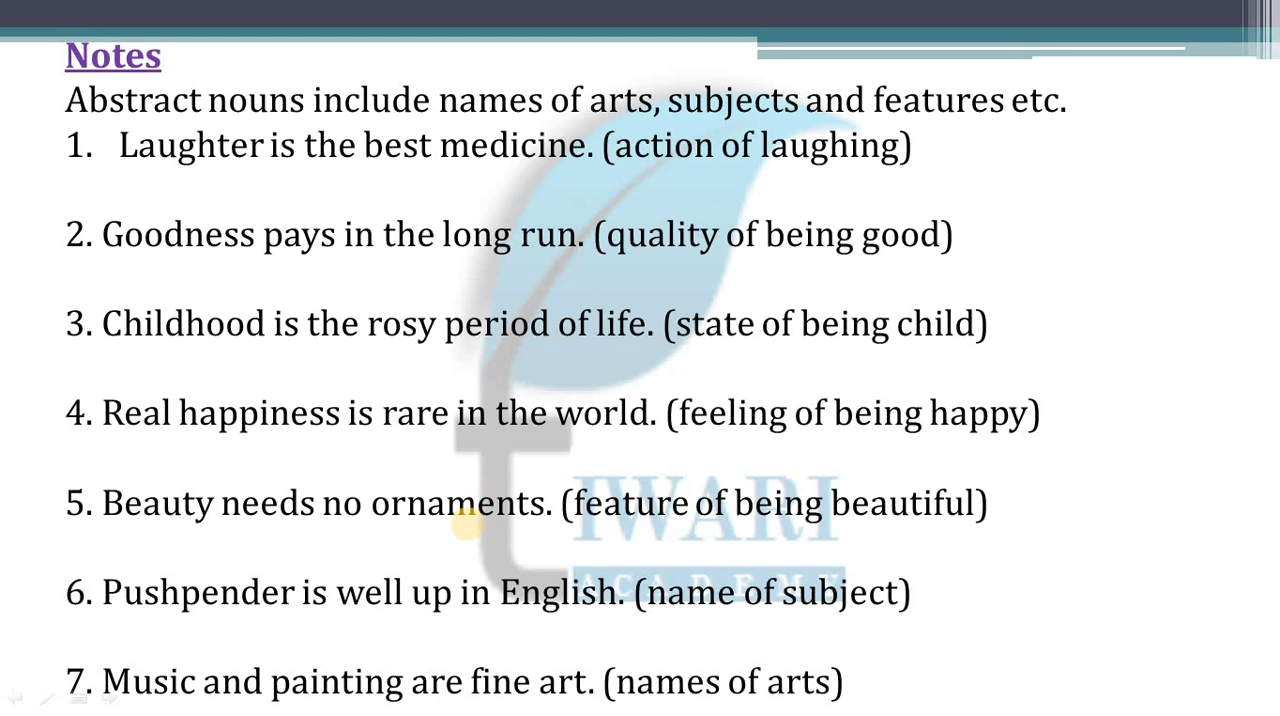 Notes
Abstract nouns include names of arts, subjects and features etc.
1. Laughter is the best medicine. (action of laughing)
2. Goodness pays in the long run. (quality of being good)
3. Childhood is the rosy period of life. (state of being child)
4. Real happiness is rare in the world. (feeling of being happy)
5. Beauty needs no ornaments. (feature of being beautiful)
tIWARI
ACADEMY
6. Pushpender is well up in English. (name of subject)
7. Music and painting are fine art. (names of arts)